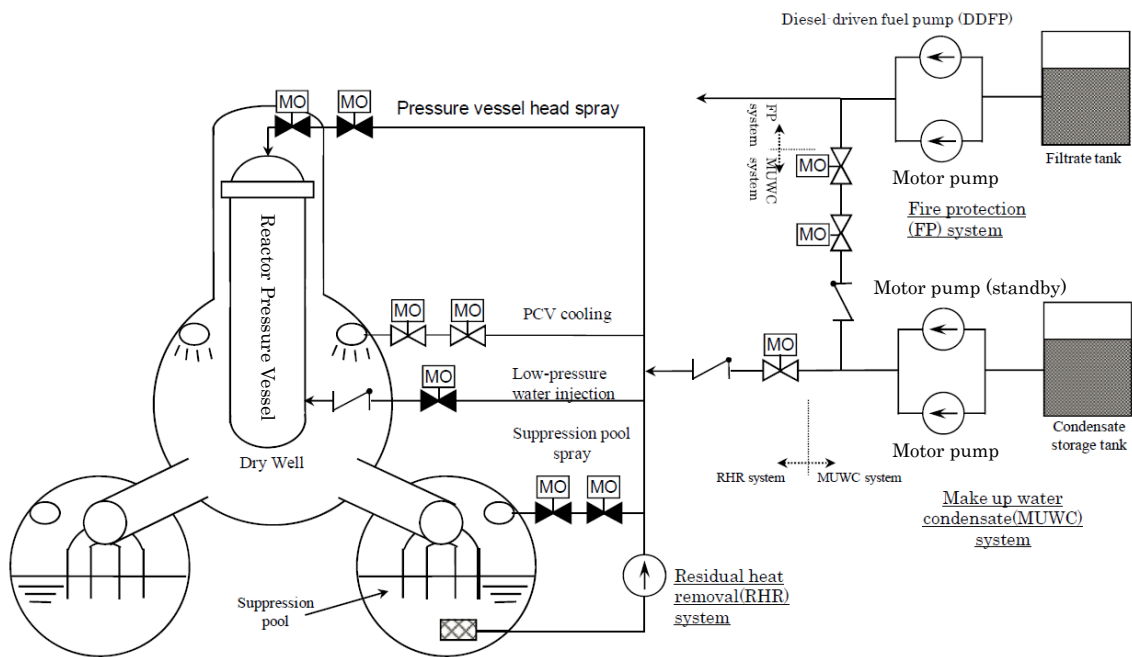 Diesel-driven fuel pump (DDFP)
MO
MO
Pressure vessel head spray
FP
system
MUWC
system
MO
Filtrate tank
Motor pump
Fire protection
(FP) system
MO
Reactor Pressure Vessel
MO
MO
PCV cooling
Motor pump (standby)
MO
MO
Low-pressure
water injection
Suppression pool
spray
Condensate
storage tank
Motor pump
Dry Well
RHR system
MUWC system
MO
MO
Make up water
condensate(MUWC)
system
Residual heat
removal(RHR)
system
Suppression
pool